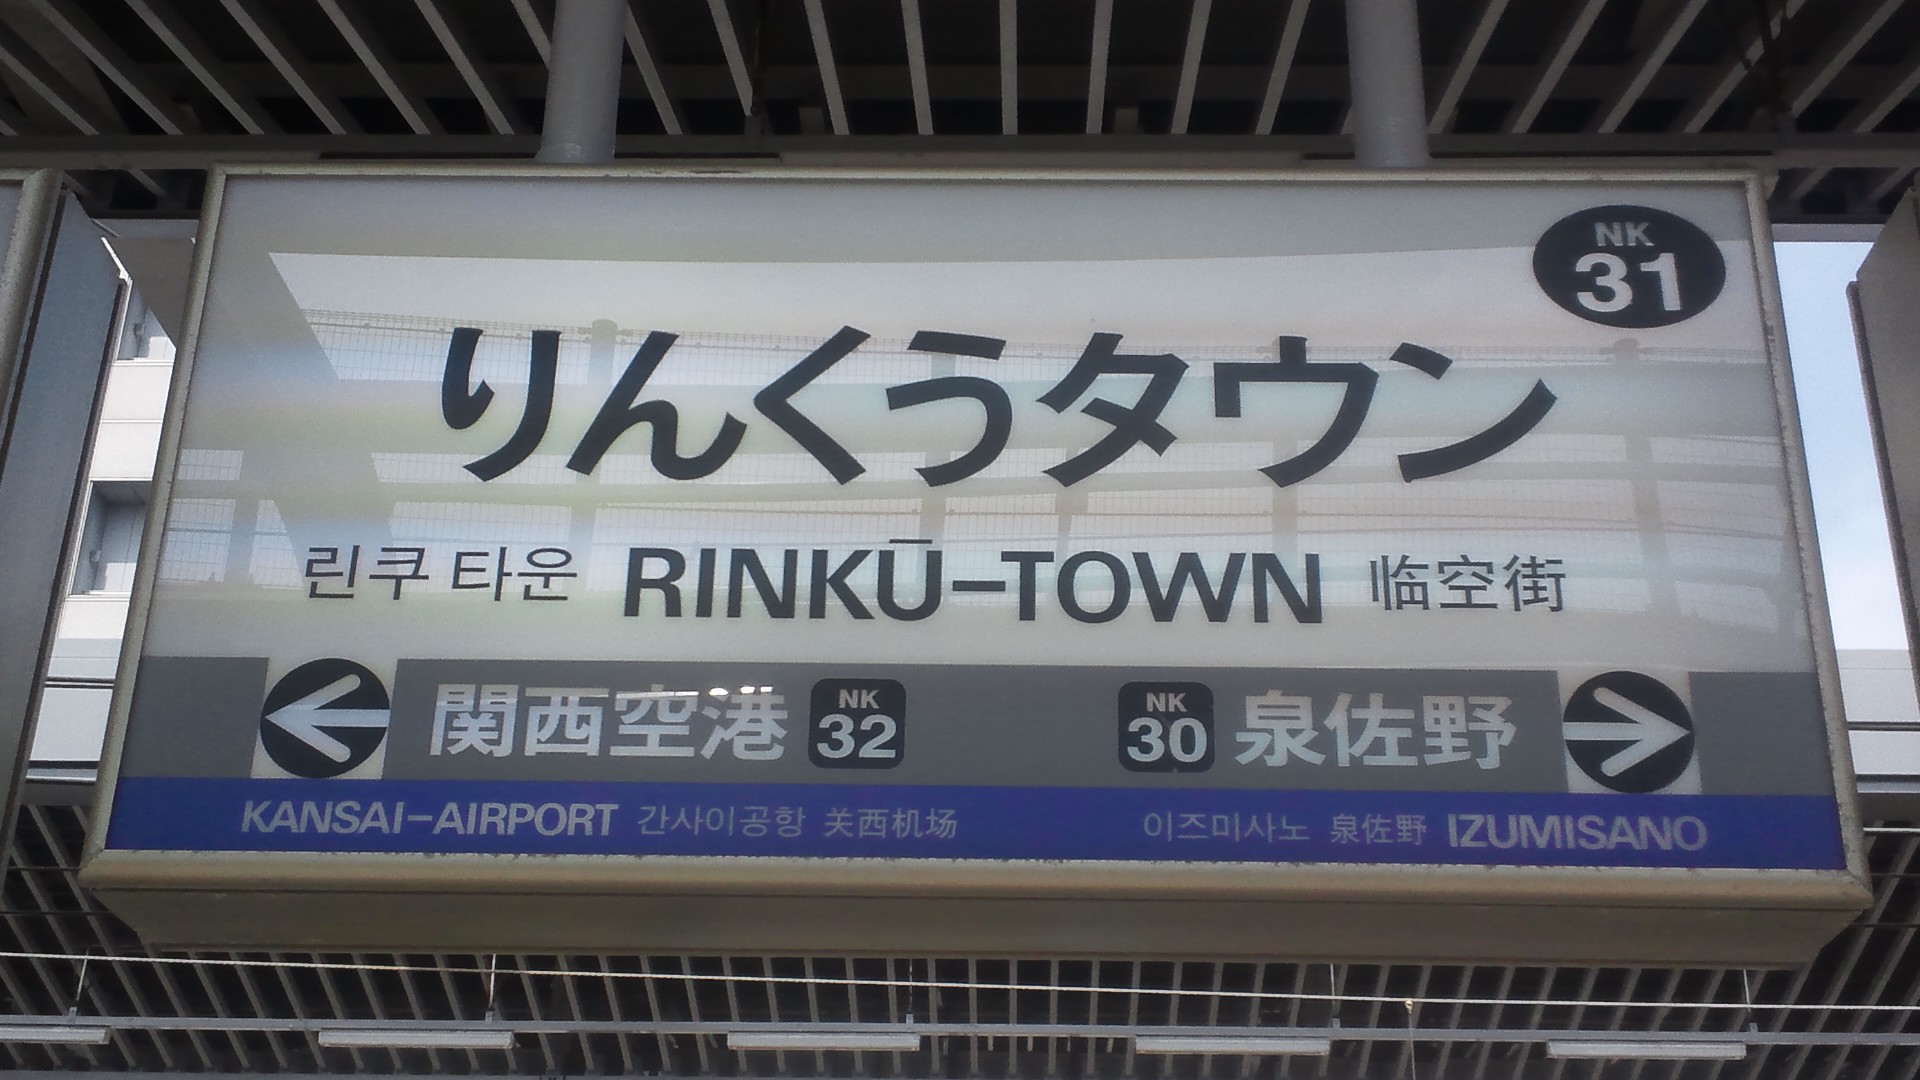 NK
31
りんくうタウン
린쿠 타운 RINKŪ-TOWN 临空街
関西空港 NK 32 NK 30 泉佐野
KANSAI-AIRPORT 간사이공항 关西机场 이즈미사노 泉佐野 IZUMISANO